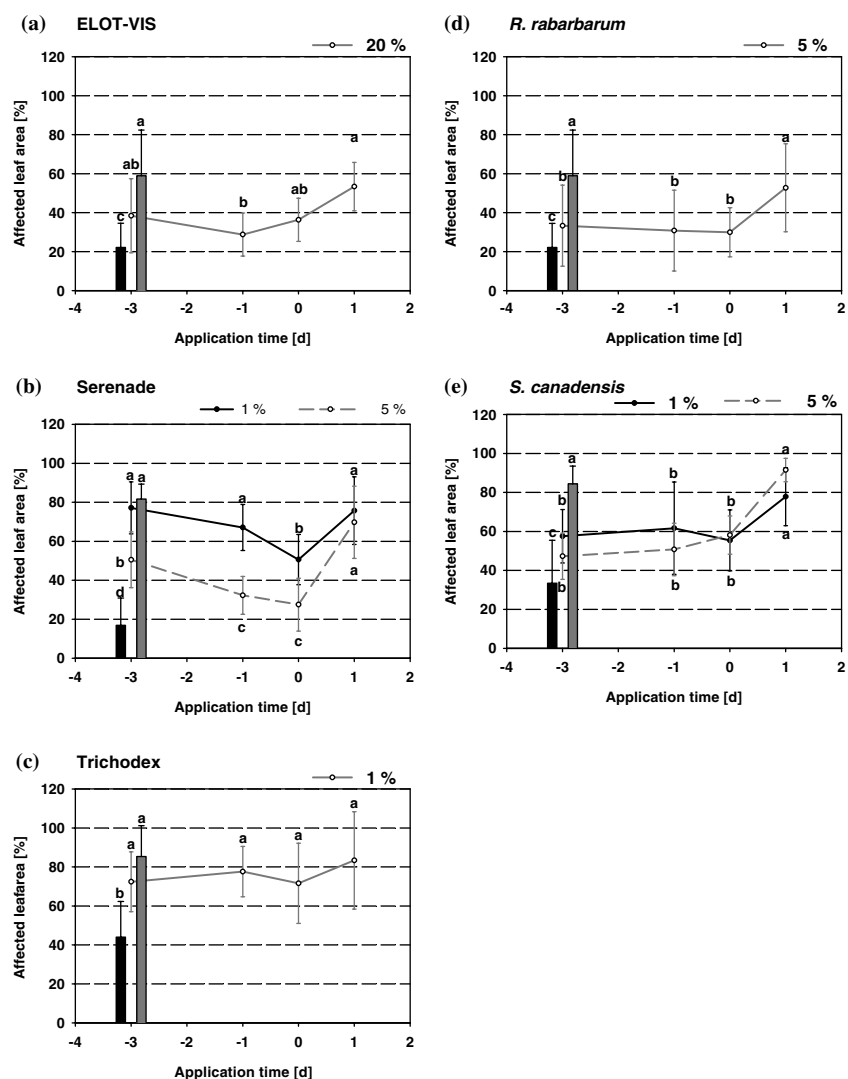 (a) ELOT-VIS
20 %
Affected leaf area [%]
120
100
80
60
40
20
0
a
ab
c
b
ab
a
-4 -3 -2 -1 0 1 2
Application time [d]
(d) R. rabarbarum
5 %
Affected leaf area [%]
120
100
80
60
40
20
0
a
b
c
b
b
a
-4 -3 -2 -1 0 1 2
Application time [d]
(b) Serenade
1 % 5 %
Affected leaf area [%]
120
100
80
60
40
20
0
a a
a
b
a
b
d
c
c
a
-4 -3 -2 -1 0 1 2
Application time [d]
(e) S. canadensis
1 % 5 %
Affected leaf area [%]
120
100
80
60
40
20
0
a
b
c
b
b
b
a
b
b
a
-4 -3 -2 -1 0 1 2
Application time [d]
(c) Trichodex
1 %
Affected leafarea [%]
120
100
80
60
40
20
0
a
a
b
a
a
a
-4 -3 -2 -1 0 1 2
Application time [d]